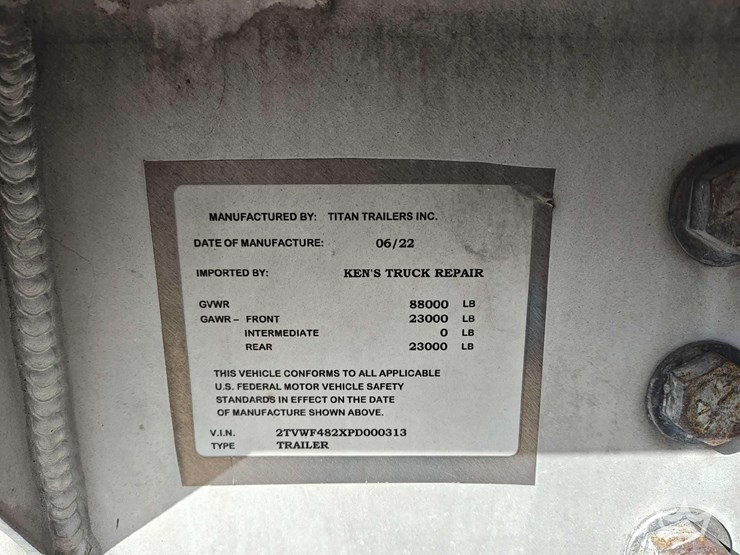 MANUFACTURED BY: TITAN TRAILERS INC.
DATE OF MANUFACTURE: 06/22
IMPORTED BY: KEN'S TRUCK REPAIR
GVWR 88000 LB
GAWR – FRONT 23000 LB
INTERMEDIATE 0 LB
REAR 23000 LB
THIS VEHICLE CONFORMS TO ALL APPLICABLE
U.S. FEDERAL MOTOR VEHICLE SAFETY
STANDARDS IN EFFECT ON THE DATE
OF MANUFACTURE SHOWN ABOVE.
V.I.N. 2TVWF482XPD000313
TYPE TRAILER